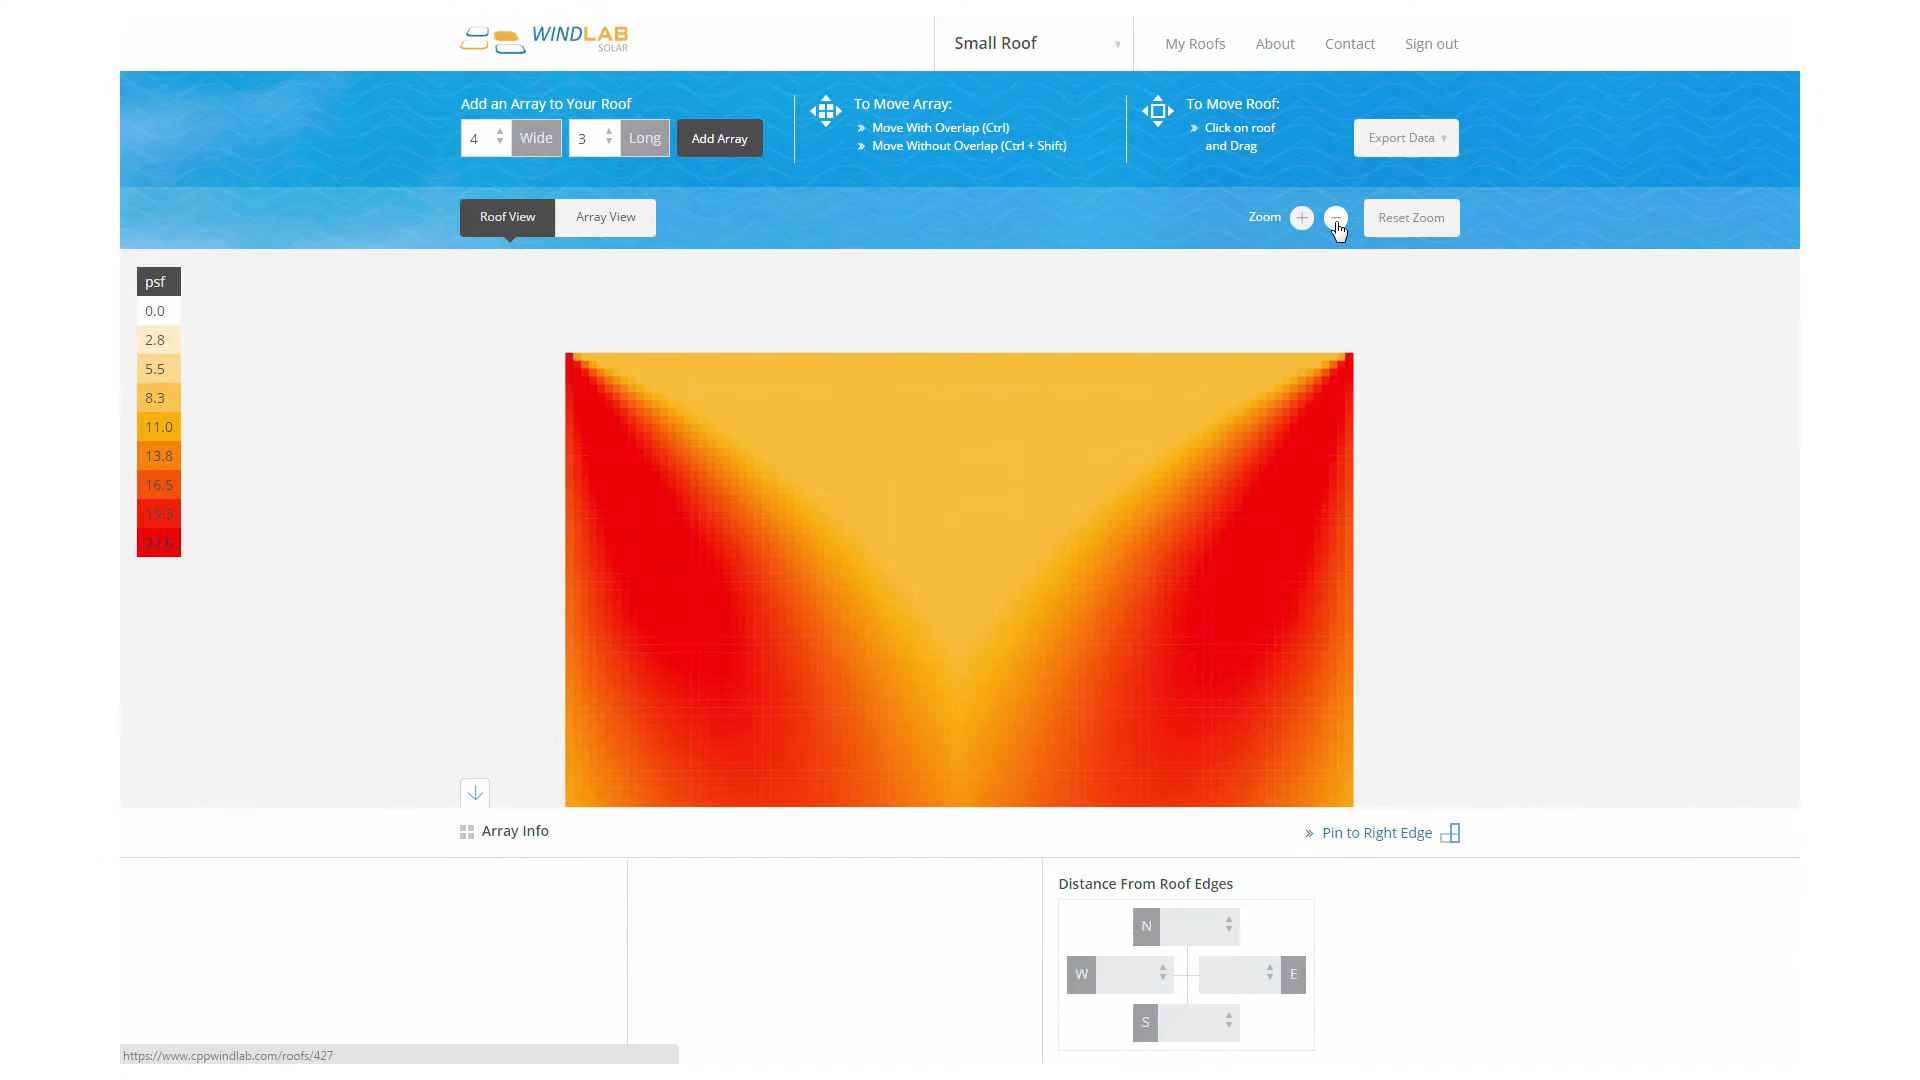 WINDLAB
SOLAR
Small Roof
My Roofs
About
Contact
Sign out
Add an Array to Your Roof
4
Wide
3
Long
Add Array
To Move Array:
» Move With Overlap (Ctrl)
» Move Without Overlap (Ctrl + Shift)
To Move Roof:
» Click on roof
and Drag
Export Data
Roof View
Array View
Zoom
Reset Zoom
psf
0.0
2.8
5.5
8.3
11.0
13.8
16.5
19.3
22.0
Array Info
» Pin to Right Edge
Distance From Roof Edges
N
W
E
S
https://www.cppwindlab.com/roofs/427